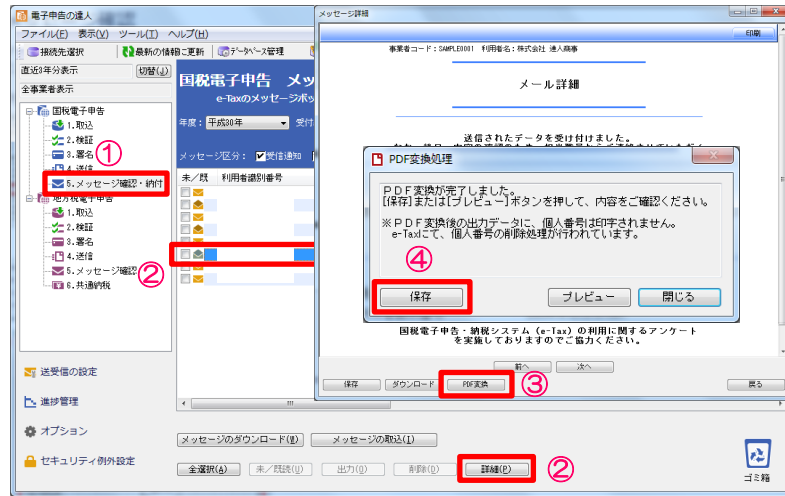 電子申告の達人
ファイル(F) 表示(V) ツール(T) ヘルプ(H)
接続先選択 最新の情報に更新 データベース管理
直近3年分表示 切替(J)
全事業者表示
国税電子申告
1.取込
2.検証
3.署名
4.送信
5.メッセージ確認・納付
地方税電子申告
1.取込
2.検証
3.署名
4.送信
5.メッセージ確認
6.共通納税
①
②
送受信の設定
進捗管理
オプション
セキュリティ例外設定
国税電子申告 メッ
e-Taxのメッセージボッ
年度: 平成30年 受付
メッセージ区分: 受信通知
未/既 利用者識別番号
メッセージのダウンロード(W) メッセージの取込(I)
全選択(A) 未/既読(U) 出力(O) 削除(D) 詳細(P) ②
ゴミ箱
メッセージ詳細
印刷
事業者コード:SAMPLE0001 利用者名:株式会社 達人商事
メール詳細
送信されたデータを受け付けました。
PDF変換処理
PDF変換が完了しました。
[保存]または[プレビュー]ボタンを押して、内容をご確認ください。
※PDF変換後の出力データに、個人番号は印字されません。
e-Taxにて、個人番号の削除処理が行われています。
④
保存 プレビュー 閉じる
国税電子申告・納税システム(e-Tax)の利用に関するアンケート
を実施しておりますのでご協力ください。
前へ 次へ
保存 ダウンロード PDF変換 ③ 戻る